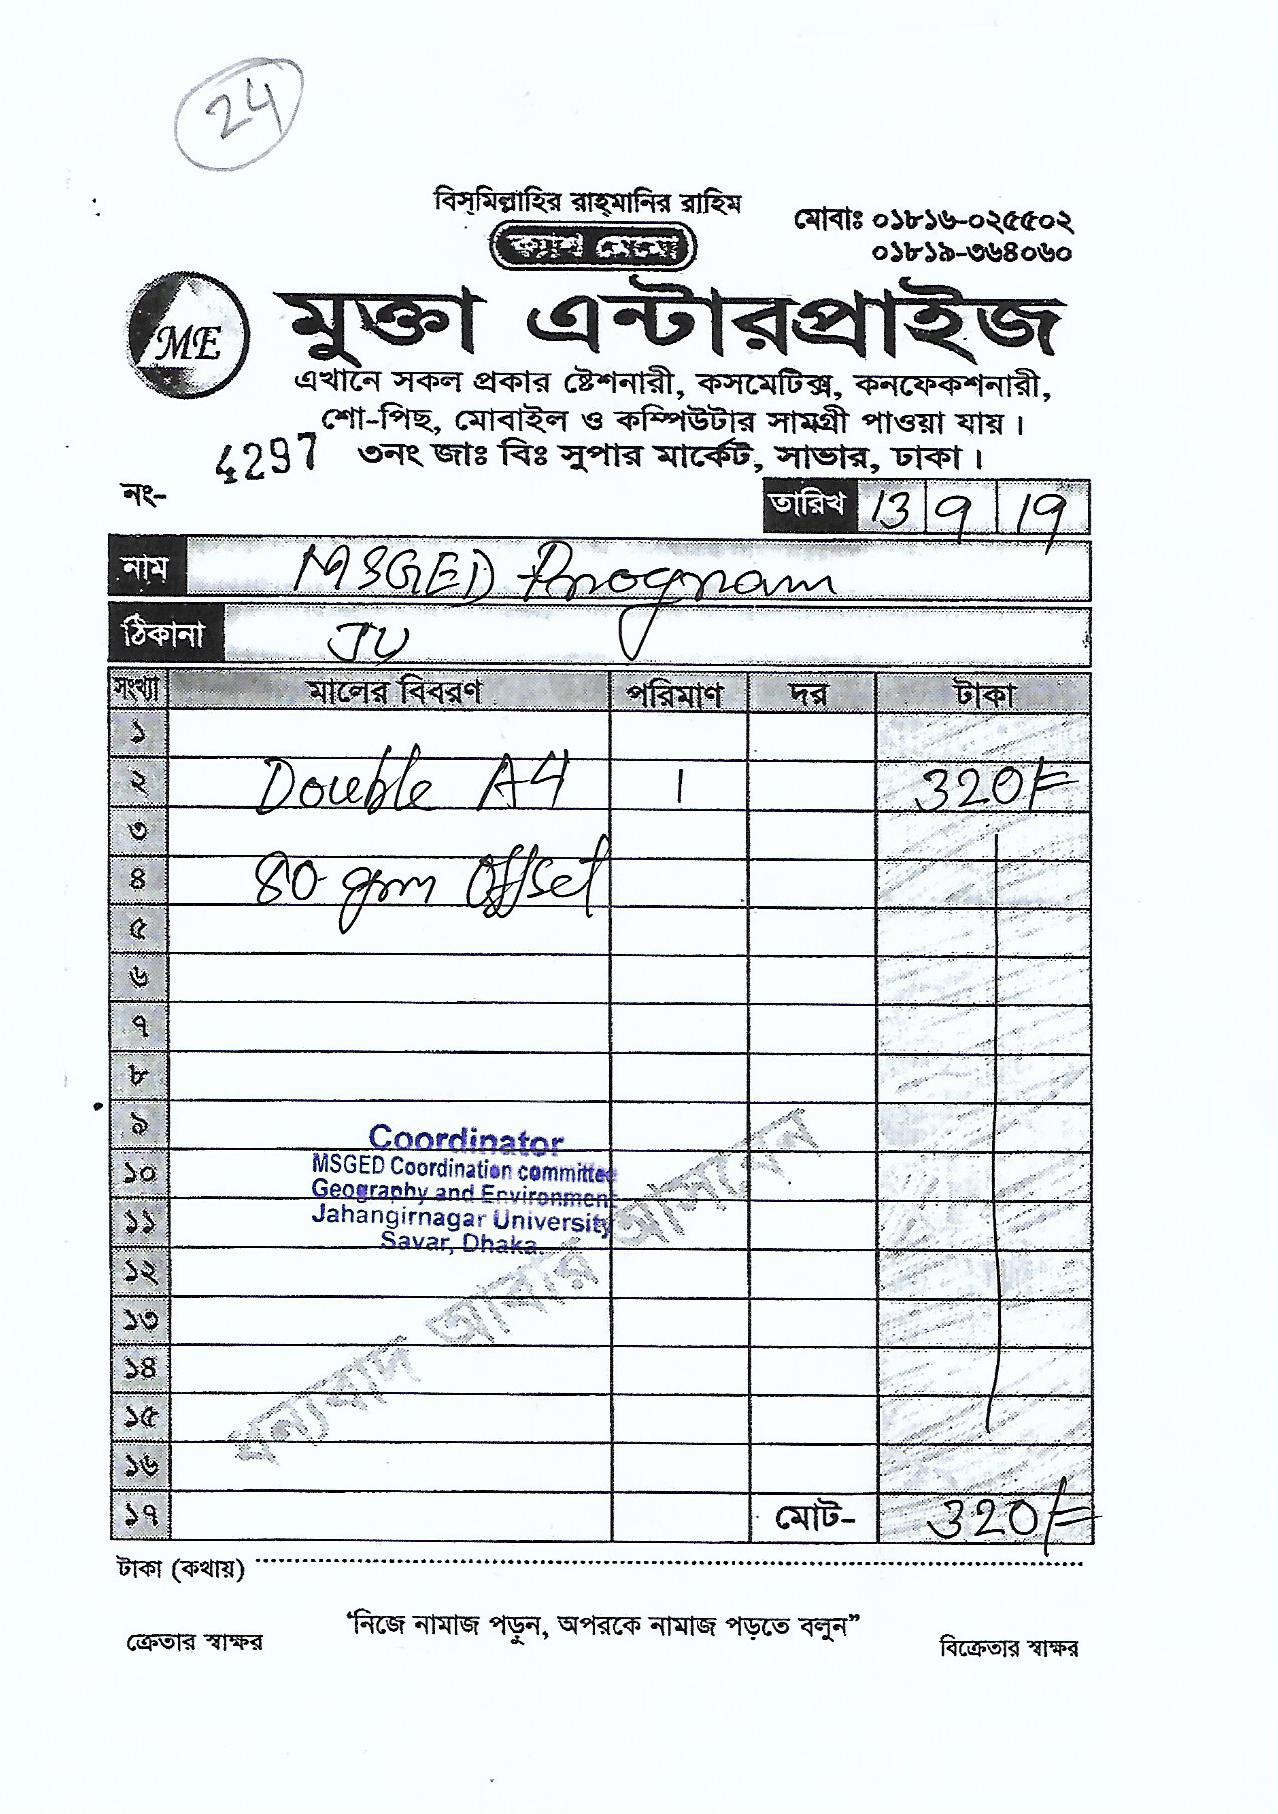 24
বিস্‌মিল্লাহির রাহ্‌মানির রাহিম
ক্যাশ মেমো
মোবাঃ ০১৮১৬-০২৫৫০২
০১৮১৯-৩৬৪০৬০
ME
মুক্তা এন্টারপ্রাইজ
এখানে সকল প্রকার ষ্টেশনারী, কসমেটিক্স, কনফেকশনারী,
শো-পিছ, মোবাইল ও কম্পিউটার সামগ্রী পাওয়া যায়।
৩নং জাঃ বিঃ সুপার মার্কেট, সাভার, ঢাকা।
নং- 4297
তারিখ 13 9 19
নাম MSGED Program
ঠিকানা JU
সংখ্যা মালের বিবরণ পরিমাণ দর টাকা
১
২ Double A4 1 320/=
৩
৪ 80 gm Offset
৫
৬
৭
৮
৯
Coordinator
১০ MSGED Coordination committee
Geography and Environment
১১ Jahangirnagar University
Savar, Dhaka.
১২
১৩
১৪
১৫
১৬
ধন্যবাদ আবার আসবেন
১৭ মোট- 320/=
টাকা (কথায়)
'নিজে নামাজ পড়ুন, অপরকে নামাজ পড়তে বলুন"
ক্রেতার স্বাক্ষর বিক্রেতার স্বাক্ষর